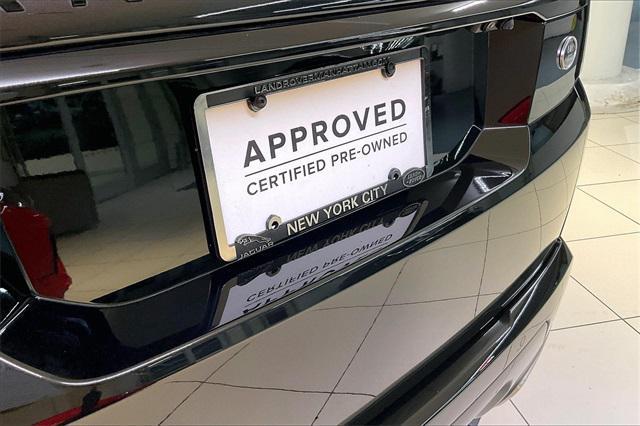 LANDROVERMANHATTAN.COM
APPROVED
CERTIFIED PRE-OWNED
NEW YORK CITY
JAGUAR